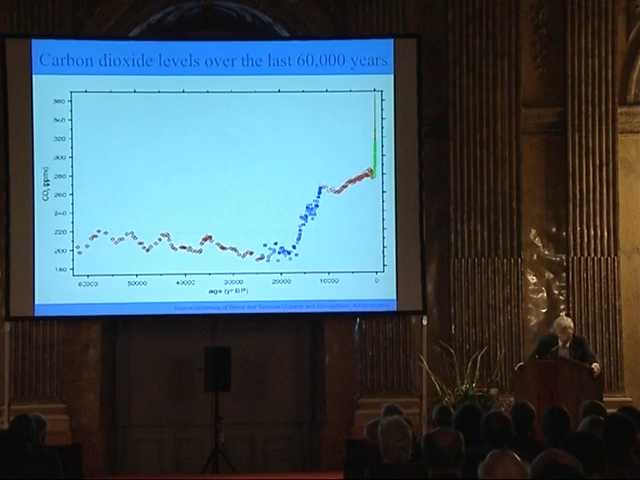 Carbon dioxide levels over the last 60,000 years
360
340
320
300
280
260
240
220
200
180
CO₂ (ppmv)
60000 50000 40000 30000 20000 10000 0
age (yr BP)